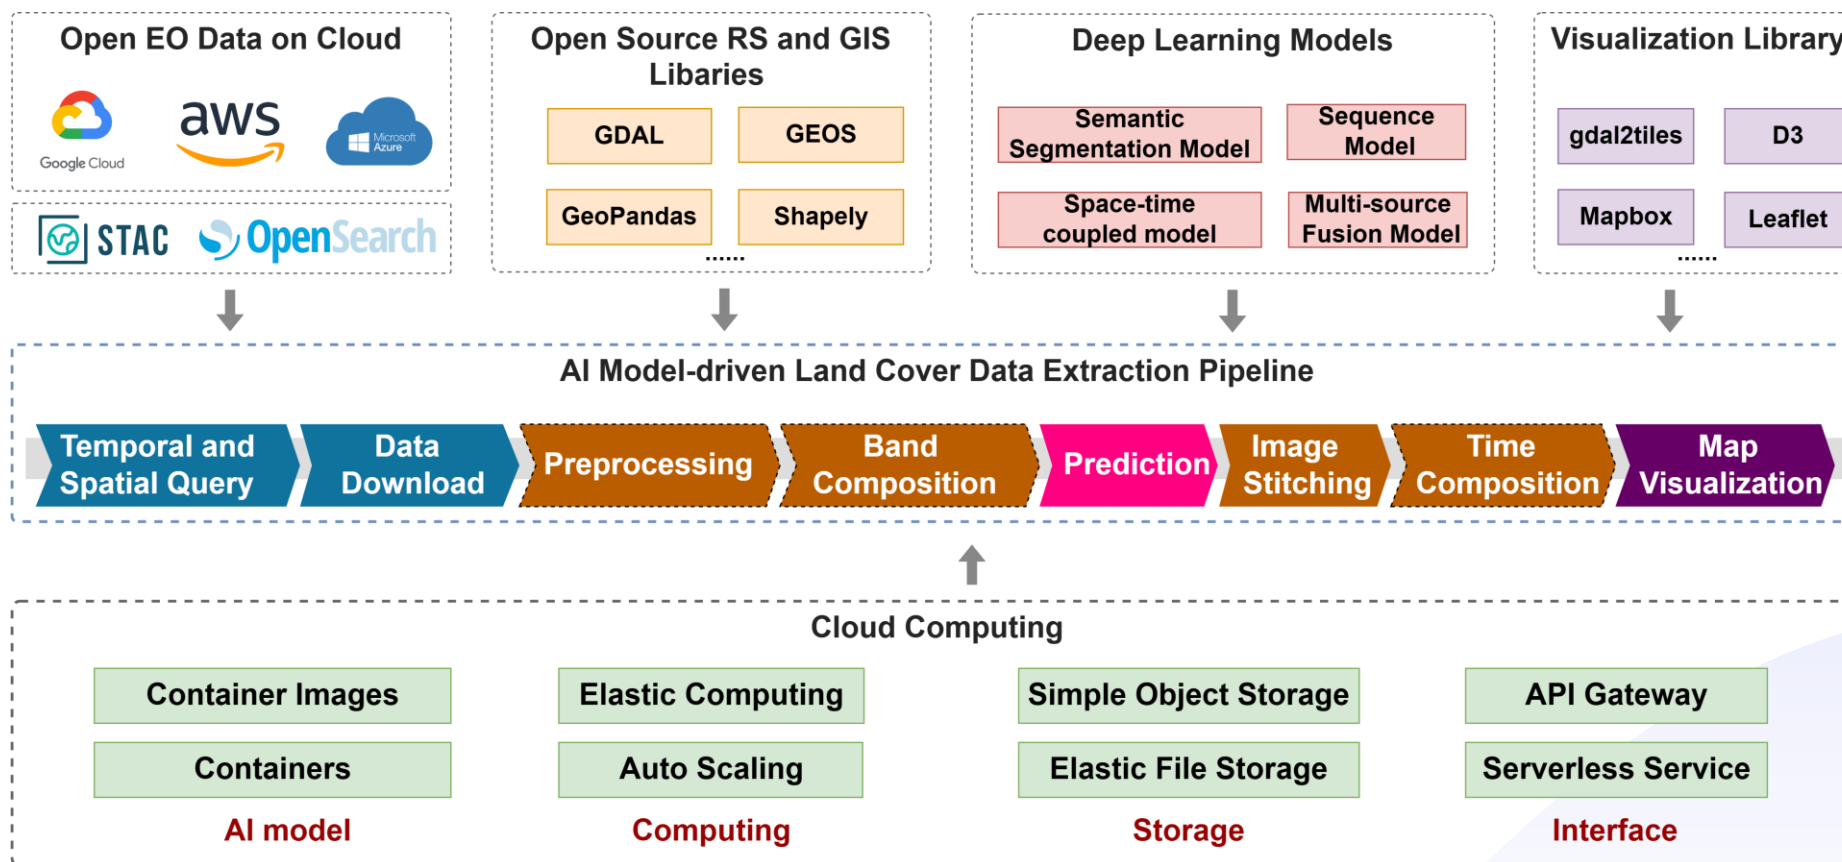 Open EO Data on Cloud
Google Cloud
aws
Microsoft
Azure
STAC
OpenSearch
Open Source RS and GIS
Libaries
GDAL
GEOS
GeoPandas
Shapely
......
Deep Learning Models
Semantic
Segmentation Model
Sequence
Model
Space-time
coupled model
Multi-source
Fusion Model
Visualization Library
gdal2tiles
D3
Mapbox
Leaflet
......
AI Model-driven Land Cover Data Extraction Pipeline
Temporal and
Spatial Query
Data
Download
Preprocessing
Band
Composition
Prediction
Image
Stitching
Time
Composition
Map
Visualization
Cloud Computing
Container Images
Containers
AI model
Elastic Computing
Auto Scaling
Computing
Simple Object Storage
Elastic File Storage
Storage
API Gateway
Serverless Service
Interface